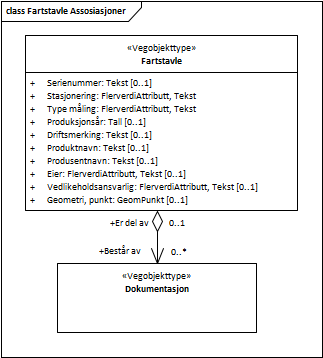 class Fartstavle Assosiasjoner
«Vegobjekttype»
Fartstavle
+ Serienummer: Tekst [0..1]
+ Stasjonering: FlerverdiAttributt, Tekst
+ Type måling: FlerverdiAttributt, Tekst
+ Produksjonsår: Tall [0..1]
+ Driftsmerking: Tekst [0..1]
+ Produktnavn: Tekst [0..1]
+ Produsentnavn: Tekst [0..1]
+ Eier: FlerverdiAttributt, Tekst [0..1]
+ Vedlikeholdsansvarlig: FlerverdiAttributt, Tekst [0..1]
+ Geometri, punkt: GeomPunkt [0..1]
+Er del av 0..1
+Består av 0..*
«Vegobjekttype»
Dokumentasjon